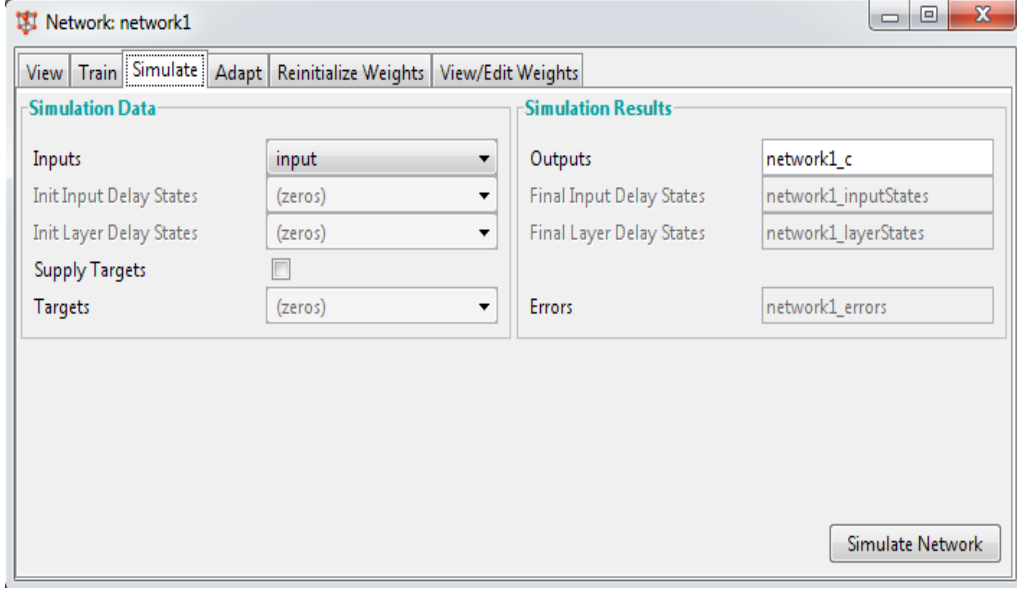 Network: network1
View Train Simulate Adapt Reinitialize Weights View/Edit Weights
Simulation Data
Inputs input
Init Input Delay States (zeros)
Init Layer Delay States (zeros)
Supply Targets
Targets (zeros)
Simulation Results
Outputs network1_c
Final Input Delay States network1_inputStates
Final Layer Delay States network1_layerStates
Errors network1_errors
Simulate Network